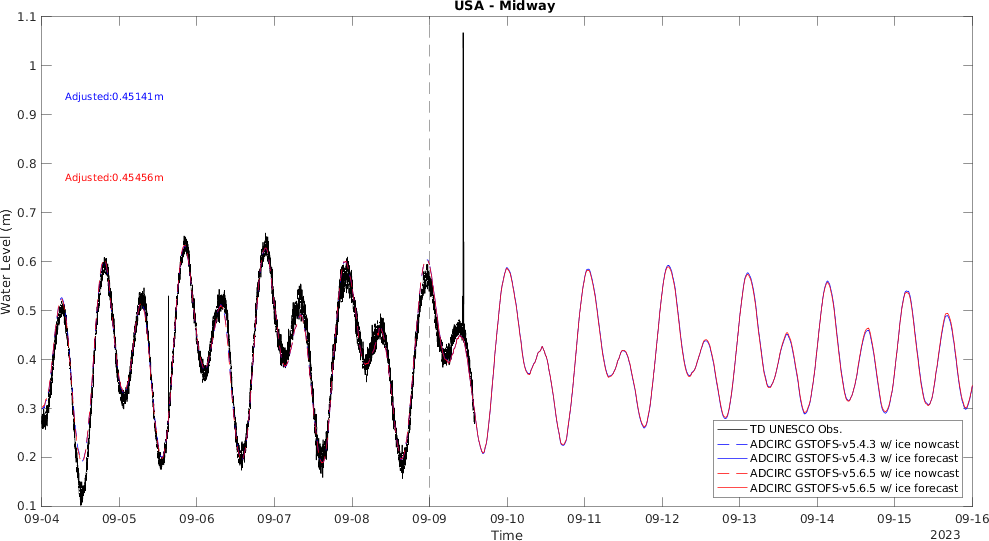 USA - Midway
1.1
1
0.9
0.8
0.7
0.6
0.5
0.4
0.3
0.2
0.1
Water Level (m)
Adjusted:0.45141m
Adjusted:0.45456m
TD UNESCO Obs.
ADCIRC GSTOFS-v5.4.3 w/ ice nowcast
ADCIRC GSTOFS-v5.4.3 w/ ice forecast
ADCIRC GSTOFS-v5.6.5 w/ ice nowcast
ADCIRC GSTOFS-v5.6.5 w/ ice forecast
09-04 09-05 09-06 09-07 09-08 09-09 09-10 09-11 09-12 09-13 09-14 09-15 09-16
Time
2023